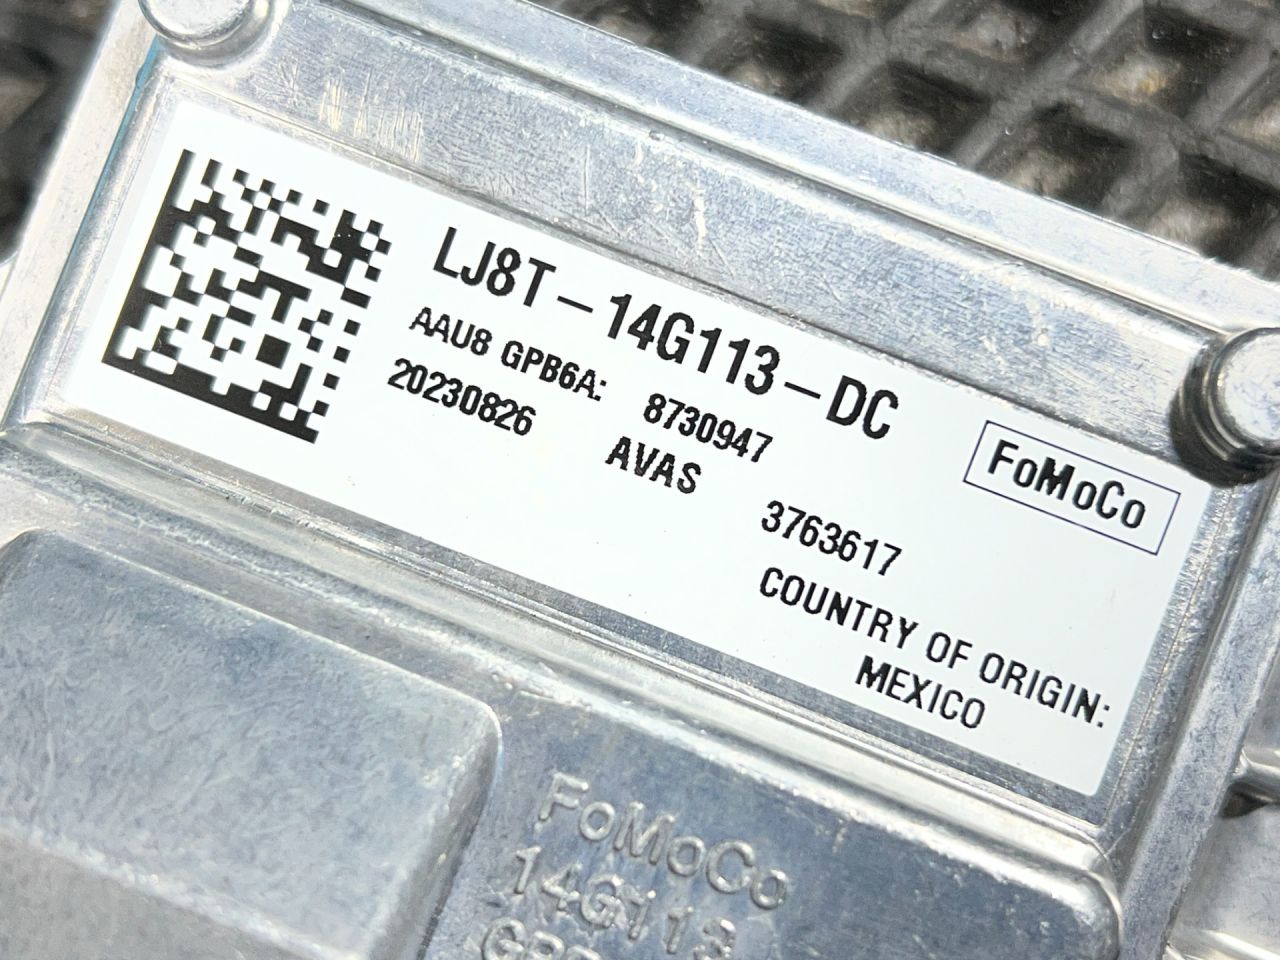 LJ8T-14G113-DC
AAU8 GPB6A: 8730947
20230826 AVAS
FoMoCo
3763617
COUNTRY OF ORIGIN:
MEXICO
FoMoCo
14G113